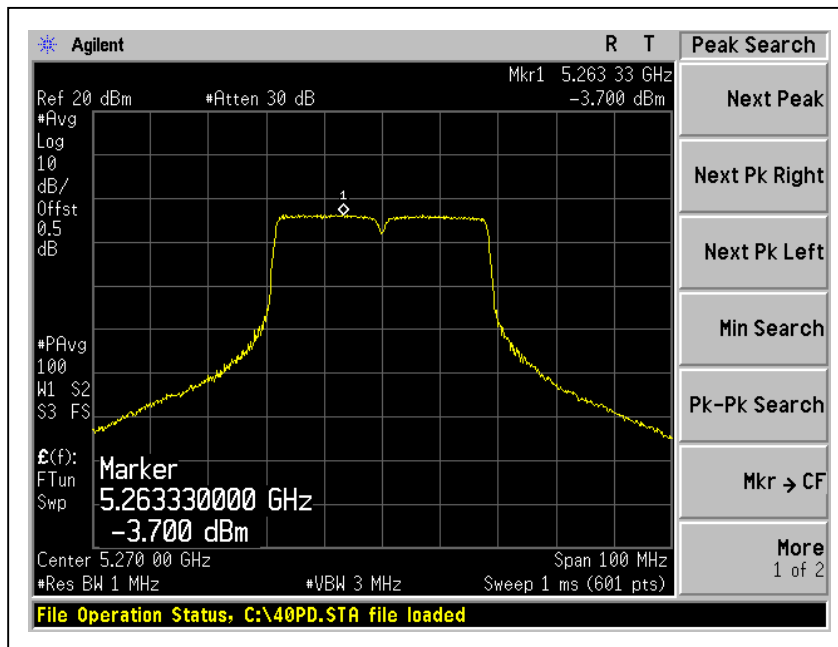 Agilent R T
Peak Search
Mkr1 5.263 33 GHz
Ref 20 dBm #Atten 30 dB -3.700 dBm
#Avg
Log
10
dB/
Offst
0.5
dB
1
#PAvg
100
W1 S2
S3 FS
£(f):
FTun
Swp
Marker
5.263330000 GHz
-3.700 dBm
Center 5.270 00 GHz Span 100 MHz
#Res BW 1 MHz #VBW 3 MHz Sweep 1 ms (601 pts)
File Operation Status, C:\40PD.STA file loaded
Next Peak
Next Pk Right
Next Pk Left
Min Search
Pk-Pk Search
Mkr → CF
More
1 of 2